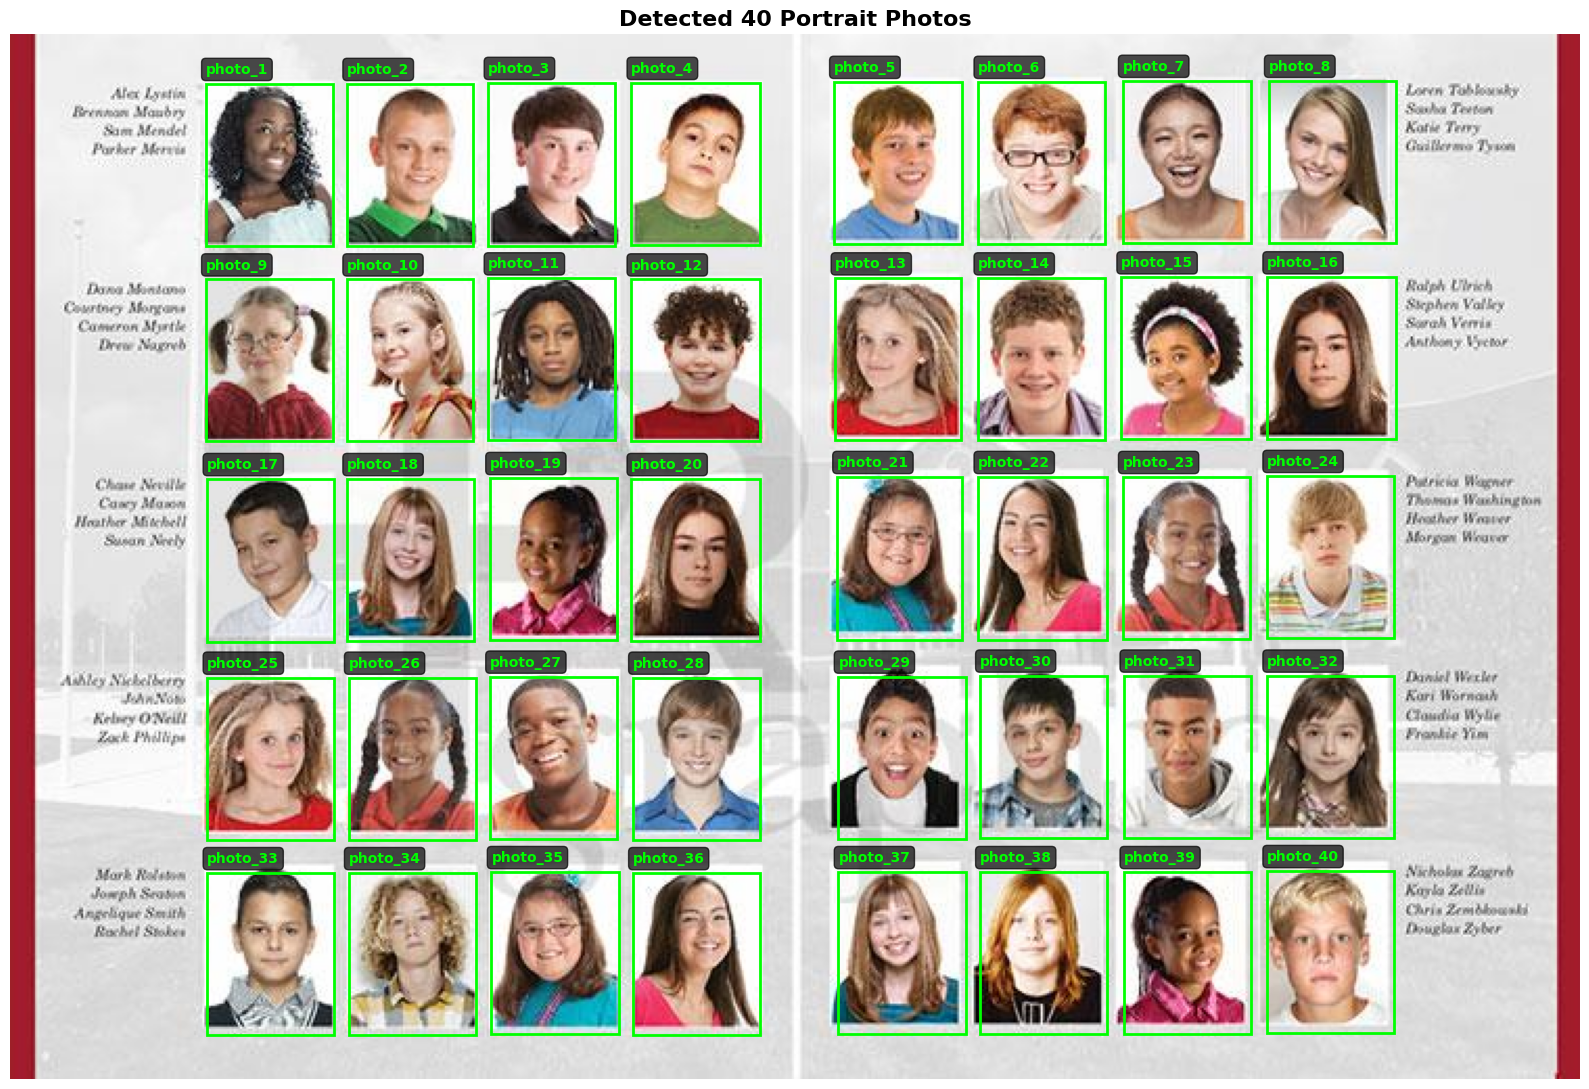 Detected 40 Portrait Photos
photo_1
photo_2
photo_3
photo_4
photo_5
photo_6
photo_7
photo_8
Alex Lystin
Brennan Maubry
Sam Mendel
Parker Mervis
Loren Tablowsky
Sasha Teeton
Katie Terry
Guillermo Tyson
photo_9
photo_10
photo_11
photo_12
photo_13
photo_14
photo_15
photo_16
Dana Montano
Courtney Morgans
Cameron Myrtle
Drew Nagreb
Ralph Ulrich
Stephen Valley
Sarah Verris
Anthony Vyctor
photo_17
photo_18
photo_19
photo_20
photo_21
photo_22
photo_23
photo_24
Chase Neville
Casey Mason
Heather Mitchell
Susan Neely
Patricia Wagner
Thomas Washington
Heather Weaver
Morgan Weaver
photo_25
photo_26
photo_27
photo_28
photo_29
photo_30
photo_31
photo_32
Ashley Nickelberry
JohnNoto
Kelsey O'Neill
Zack Phillips
Daniel Wexler
Kari Wornash
Claudia Wylie
Frankie Yim
photo_33
photo_34
photo_35
photo_36
photo_37
photo_38
photo_39
photo_40
Mark Rolston
Joseph Seaton
Angelique Smith
Rachel Stokes
Nicholas Zagreb
Kayla Zellis
Chris Zembkowski
Douglas Zyber